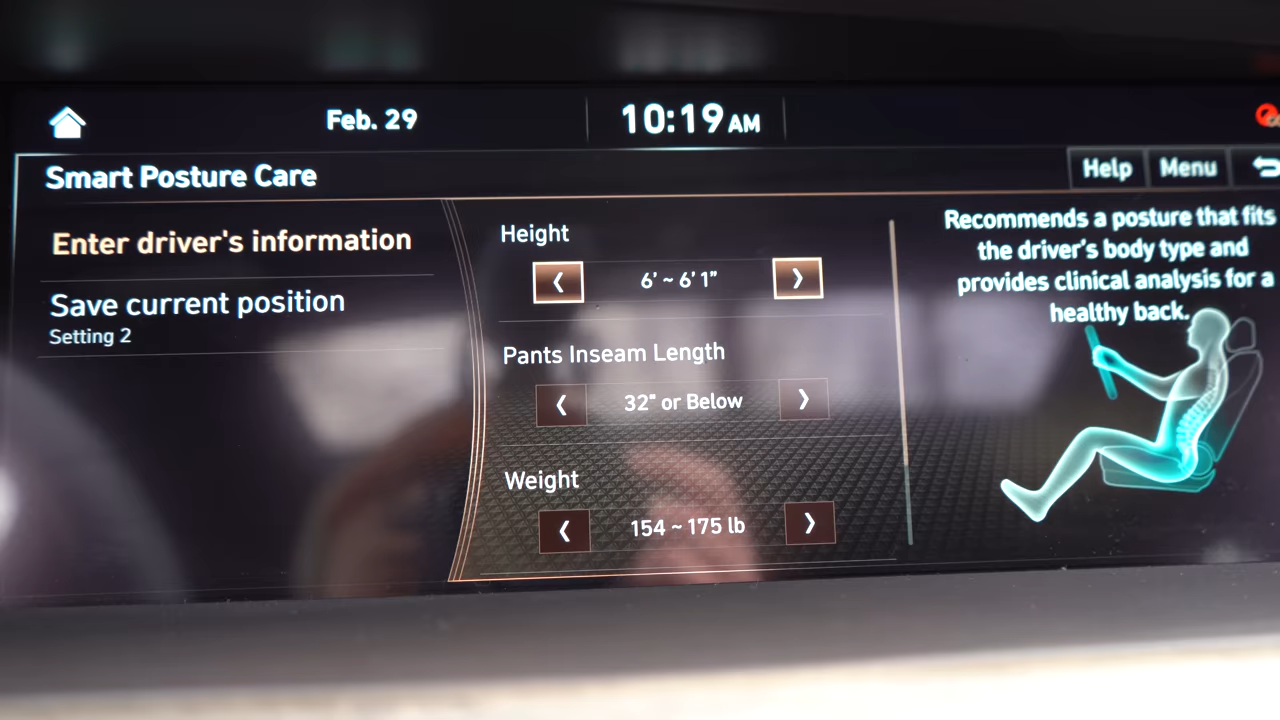 Feb. 29
10:19 AM
Smart Posture Care
Help
Menu
Enter driver's information
Save current position
Setting 2
Height
6' ~ 6' 1"
Pants Inseam Length
32" or Below
Weight
154 ~ 175 lb
Recommends a posture that fits
the driver's body type and
provides clinical analysis for a
healthy back.